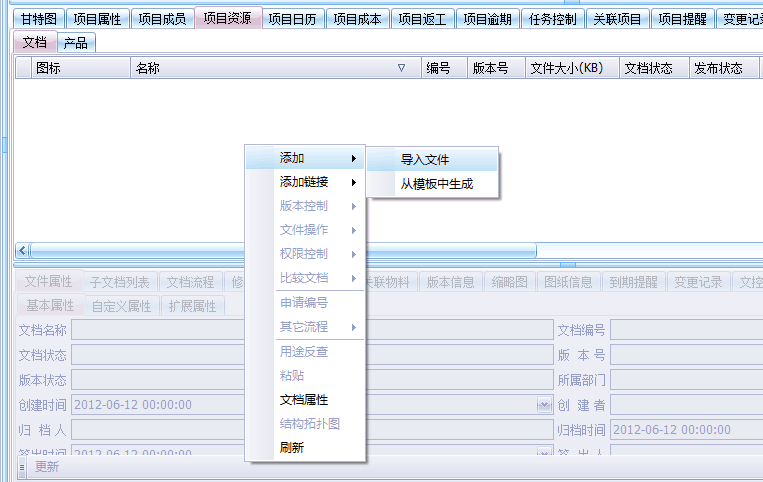 甘特图 项目属性 项目成员 项目资源 项目日历 项目成本 项目返工 项目逾期 任务控制 关联项目 项目提醒 变更记
文档 产品
图标 名称 编号 版本号 文件大小(KB) 文档状态 发布状态
添加
添加链接
版本控制
文件操作
权限控制
比较文档
申请编号
其它流程
用途反查
粘贴
文档属性
结构拓扑图
刷新
导入文件
从模板中生成
文件属性 子文档列表 文档流程 关联物料 版本信息 缩略图 图纸信息 到期提醒 变更记录 文控
基本属性 自定义属性 扩展属性
文档名称 文档编号
文档状态 版 本 号
版本状态 所属部门
创建时间 2012-06-12 00:00:00 创 建 者
归 档 人 归档时间 2012-06-12 00:00:00
签出时间 2012-06-12 00:00:00 签 出 人
更新